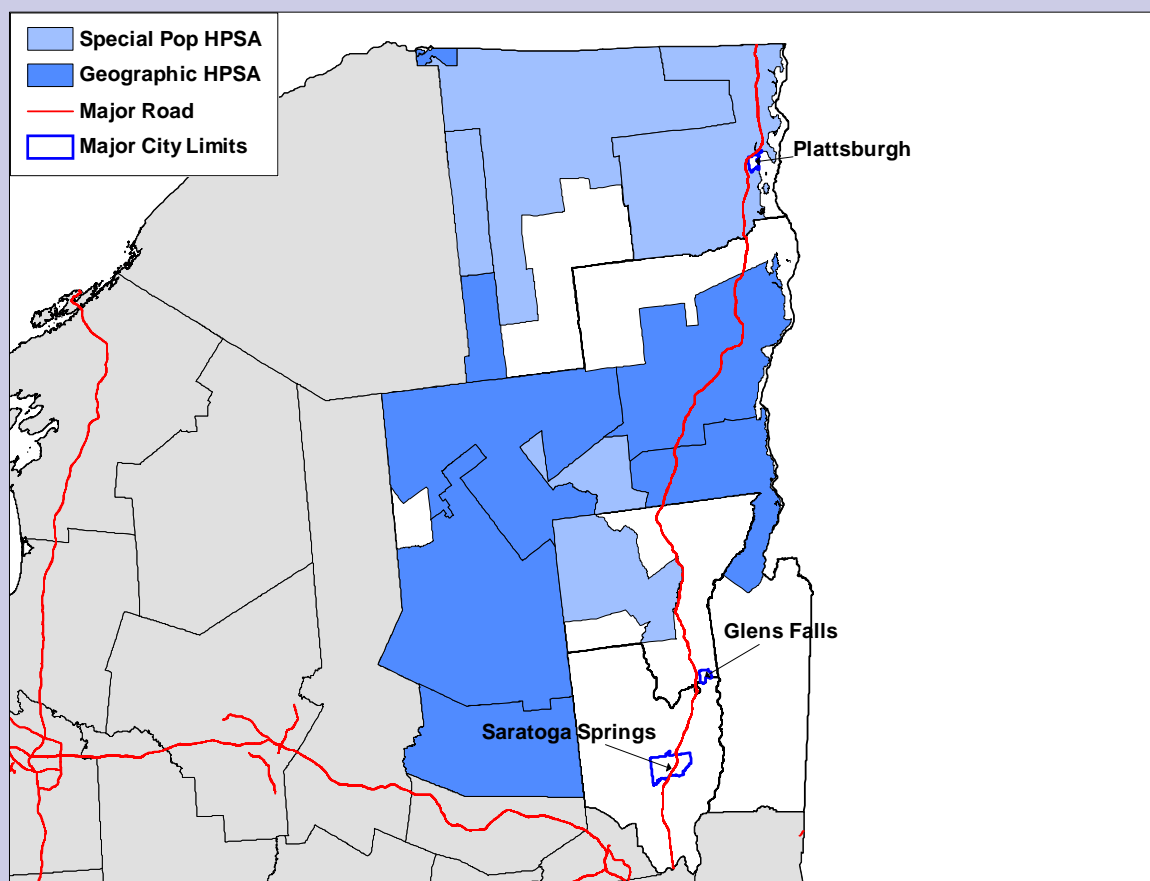 Special Pop HPSA
Geographic HPSA
Major Road
Major City Limits
Plattsburgh
Glens Falls
Saratoga Springs